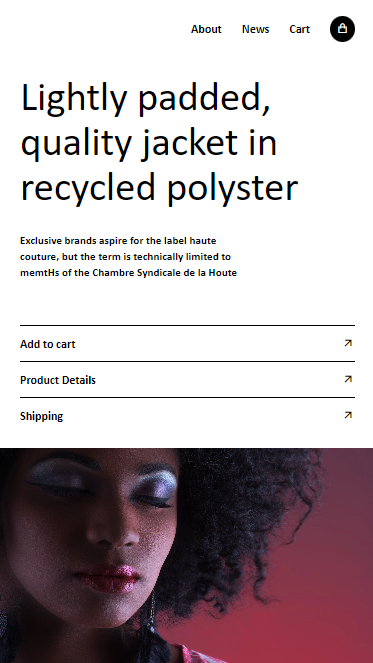 About News Cart
Lightly padded,
quality jacket in
recycled polyster
Exclusive brands aspire for the label haute
couture, but the term is technically limited to
memtHs of the Chambre Syndicale de la Houte
Add to cart
Product Details
Shipping